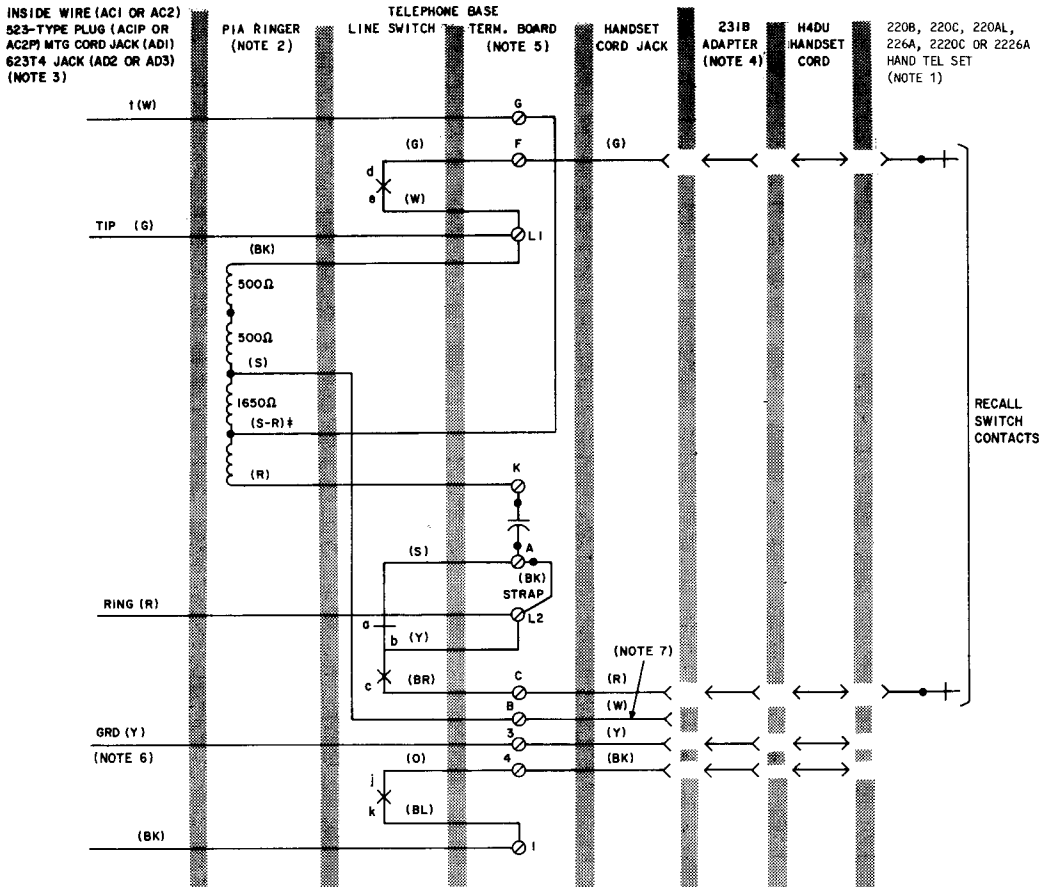 INSIDE WIRE (AC1 OR AC2)
523-TYPE PLUG (AC1P OR
AC2P) MTG CORD JACK (AD1)
623T4 JACK (AD2 OR AD3)
(NOTE 3)
P1A RINGER
(NOTE 2)
TELEPHONE BASE
LINE SWITCH
TERM. BOARD
(NOTE 5)
HANDSET
CORD JACK
231B
ADAPTER
(NOTE 4)
H4DU
HANDSET
CORD
220B, 220C, 220AL,
226A, 2220C OR 2226A
HAND TEL SET
(NOTE 1)
†(W)
G
(G)
F
(G)
d
e
(W)
TIP (G)
L1
(BK)
500Ω
500Ω
(S)
1650Ω
(S-R)‡
RECALL
SWITCH
CONTACTS
K
(R)
(S)
A
(BK)
STRAP
RING (R)
L2
a
b
(Y)
(NOTE 7)
c
(BR)
C
(R)
B
(W)
GRD (Y)
3
(Y)
(NOTE 6)
(O)
4
(BK)
j
k
(BL)
(BK)
1